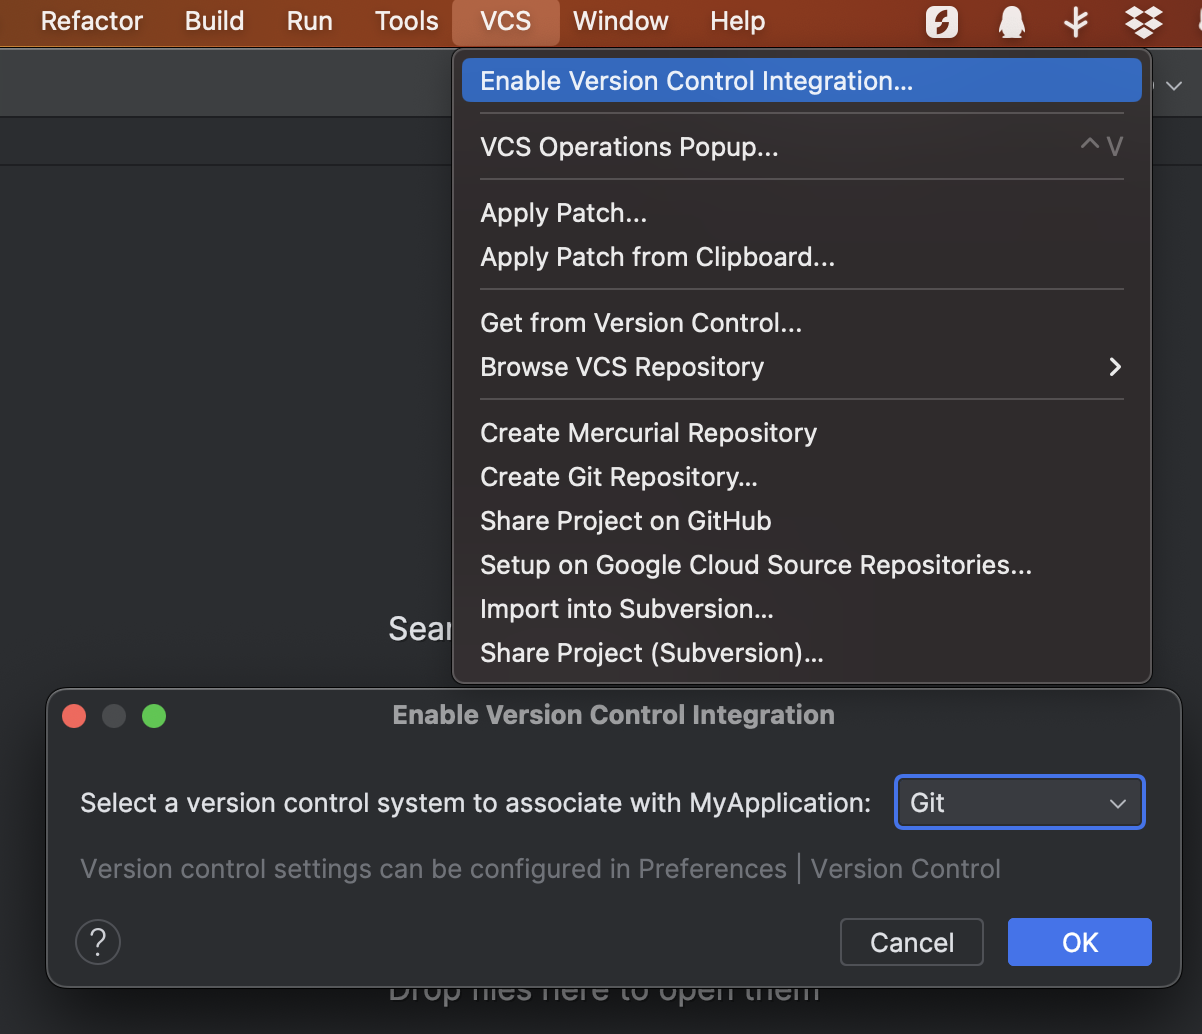 Refactor Build Run Tools VCS Window Help
Enable Version Control Integration...
VCS Operations Popup... ^ V
Apply Patch...
Apply Patch from Clipboard...
Get from Version Control...
Browse VCS Repository
Create Mercurial Repository
Create Git Repository...
Share Project on GitHub
Setup on Google Cloud Source Repositories...
Import into Subversion...
Sear
Share Project (Subversion)...
Enable Version Control Integration
Select a version control system to associate with MyApplication: Git
Version control settings can be configured in Preferences | Version Control
? Cancel OK
Drop files here to open them